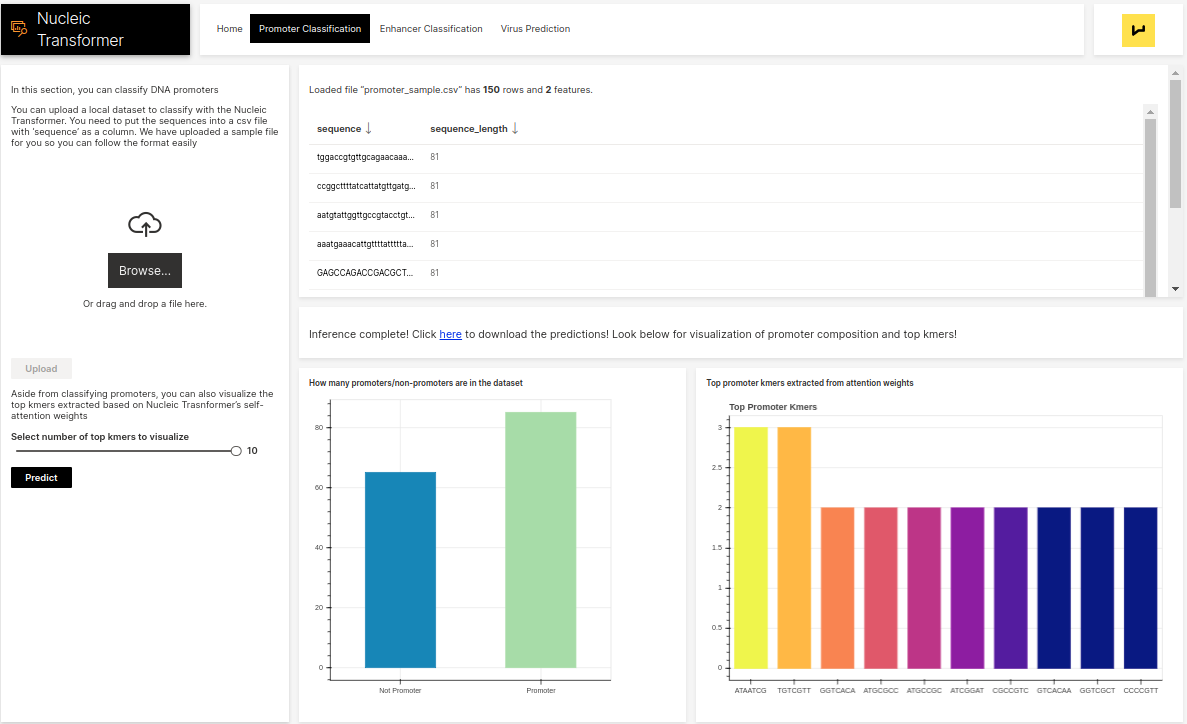 Nucleic
Transformer
Home
Promoter Classification
Enhancer Classification
Virus Prediction
In this section, you can classify DNA promoters
You can upload a local dataset to classify with the Nucleic
Transformer. You need to put the sequences into a csv file
with 'sequence' as a column. We have uploaded a sample file
for you so you can follow the format easily
Browse...
Or drag and drop a file here.
Upload
Aside from classifying promoters, you can also visualize the
top kmers extracted based on Nucleic Trasnformer's self-
attention weights
Select number of top kmers to visualize
10
Predict
Loaded file "promoter_sample.csv" has 150 rows and 2 features.
sequence ↓ sequence_length ↓
tggaccgtgttgcagaacaaa... 81
ccggcttttatcattatgttgatg... 81
aatgtattggttgccgtacctgt... 81
aaatgaaacattgttttatttttta... 81
GAGCCAGACCGACGCT... 81
Inference complete! Click here to download the predictions! Look below for visualization of promoter composition and top kmers!
How many promoters/non-promoters are in the dataset
80
60
40
20
0
Not Promoter Promoter
Top promoter kmers extracted from attention weights
Top Promoter Kmers
3
2.5
2
1.5
1
0.5
0
ATAATCG TGTCGTT GGTCACA ATGCGCC ATGCCGC ATCGGAT CGCCGTC GTCACAA GGTCGCT CCCCGTT